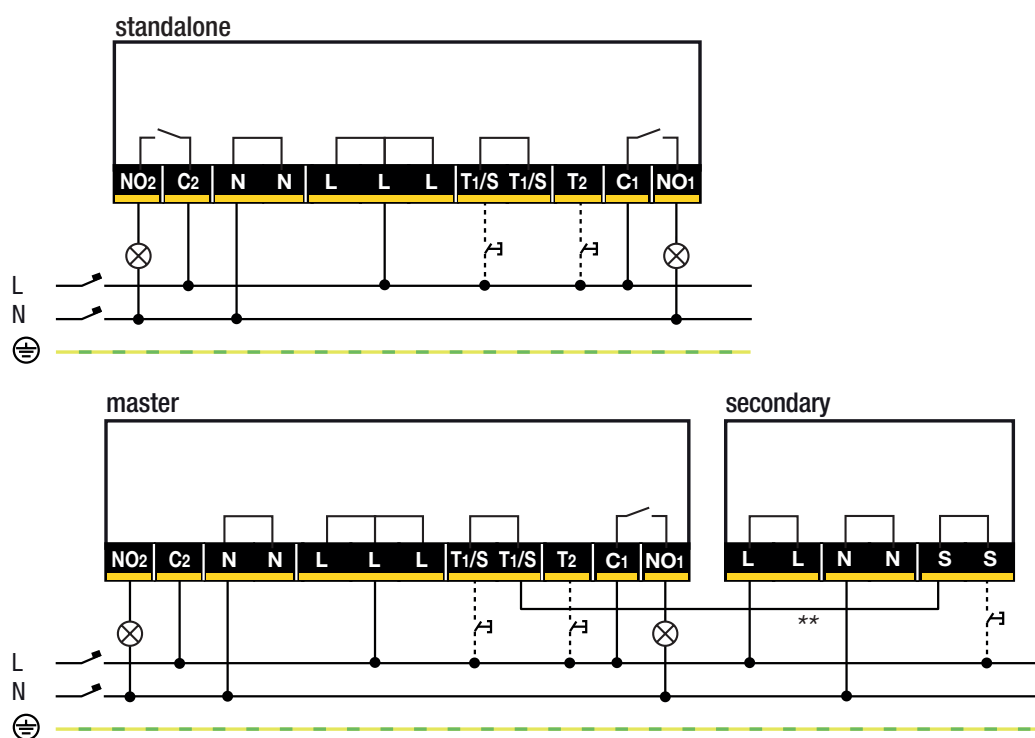 standalone
NO2 C2 N N L L L T1/S T1/S T2 C1 NO1
L
N
master
secondary
NO2 C2 N N L L L T1/S T1/S T2 C1 NO1
L L N N S S
**
L
N